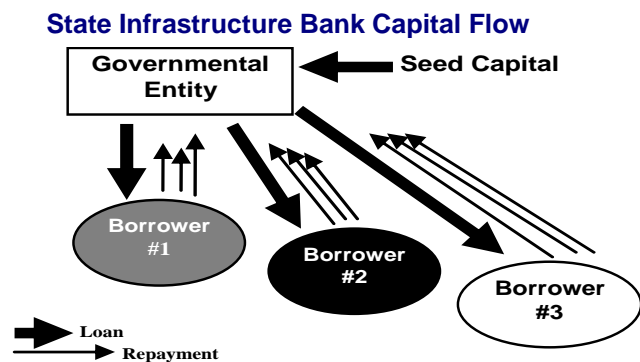 State Infrastructure Bank Capital Flow
Governmental
Entity
Seed Capital
Borrower
#1
Borrower
#2
Borrower
#3
Loan
Repayment